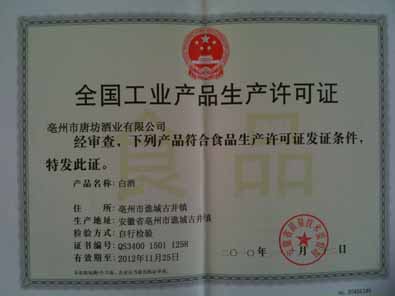 全国工业产品生产许可证
亳州市唐坊酒业有限公司
经审查，下列产品符合食品生产许可证发证条件，
特发此证。
食品
产品名称：白酒
住 所：亳州市谯城古井镇
生产地址：安徽省亳州市谯城古井镇
检验方式：自行检验
证书编号：QS3400 1501 1258
有效期至：2012年11月25日
二〇一〇年 月 日